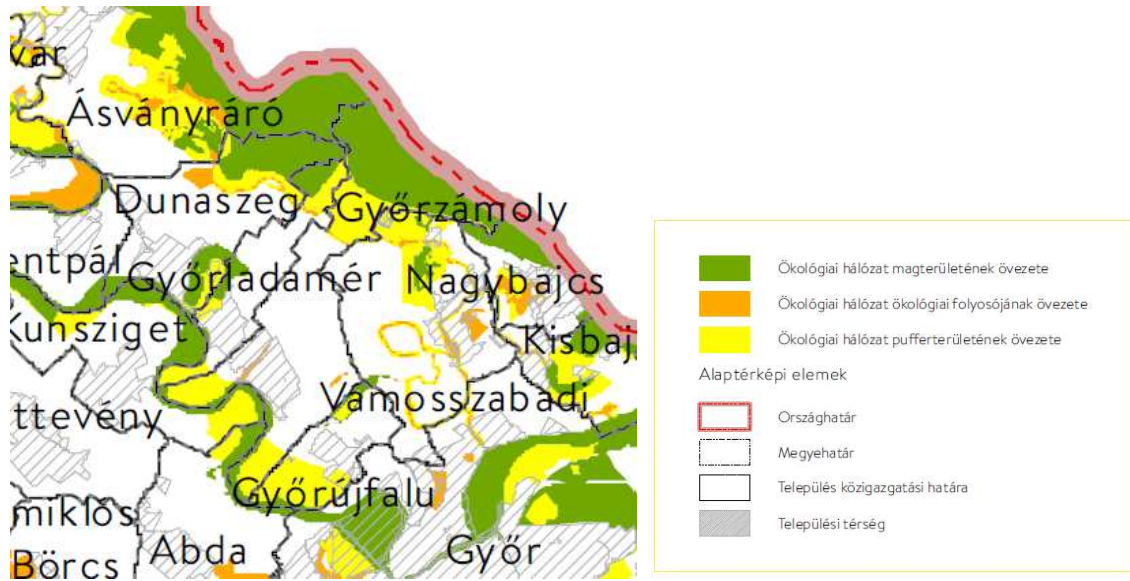 vár
Ásványráró
Dunaszeg
Győrzámoly
entpál
Győrladamér
Nagybajcs
Kunsziget
Kisbaj
Vámosszabadi
ttevény
Győrújfalu
miklós
Abda
Győr
Börcs
Ökológiai hálózat magterületének övezete
Ökológiai hálózat ökológiai folyosójának övezete
Ökológiai hálózat pufferterületének övezete
Alaptérképi elemek
Országhatár
Megyehatár
Település közigazgatási határa
Települési térség